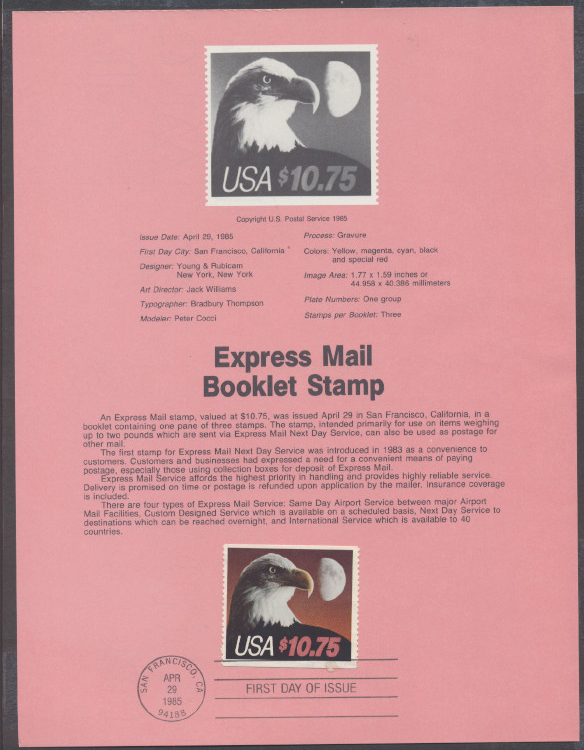 USA $10.75
Copyright U.S. Postal Service 1985
Issue Date: April 29, 1985
First Day City: San Francisco, California
Designer: Young & Rubicam
New York, New York
Art Director: Jack Williams
Typographer: Bradbury Thompson
Modeler: Peter Cocci
Process: Gravure
Colors: Yellow, magenta, cyan, black
and special red
Image Area: 1.77 x 1.59 inches or
44.958 x 40.386 millimeters
Plate Numbers: One group
Stamps per Booklet: Three
Express Mail
Booklet Stamp
An Express Mail stamp, valued at $10.75, was issued April 29 in San Francisco, California, in a
booklet containing one pane of three stamps. The stamp, intended primarily for use on items weighing
up to two pounds which are sent via Express Mail Next Day Service, can also be used as postage for
other mail.
The first stamp for Express Mail Next Day Service was introduced in 1983 as a convenience to
customers. Customers and businesses had expressed a need for a convenient means of paying
postage, especially those using collection boxes for deposit of Express Mail.
Express Mail Service affords the highest priority in handling and provides highly reliable service.
Delivery is promised on time or postage is refunded upon application by the mailer. Insurance coverage
is included.
There are four types of Express Mail Service: Same Day Airport Service between major Airport
Mail Facilities, Custom Designed Service which is available on a scheduled basis, Next Day Service to
destinations which can be reached overnight, and International Service which is available to 40
countries.
USA $10.75
SAN FRANCISCO, CA
APR
29
1985
94188
FIRST DAY OF ISSUE